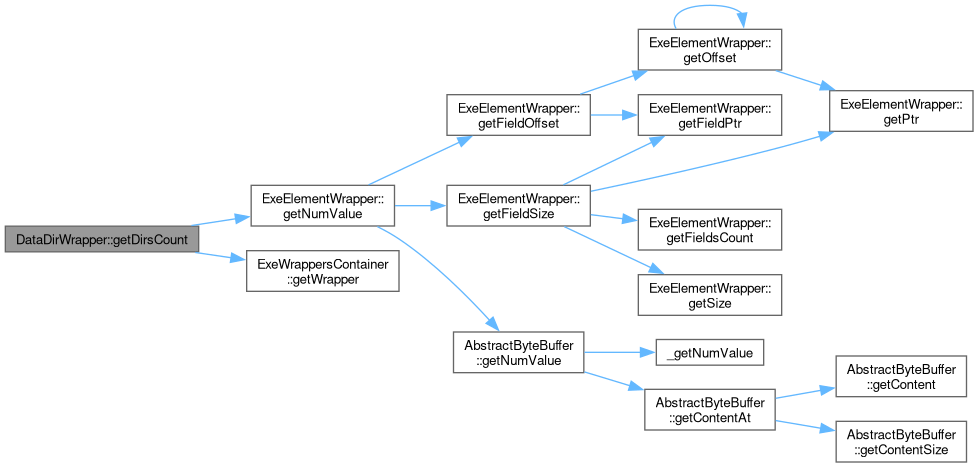 DataDirWrapper::getDirsCount
ExeElementWrapper::
getNumValue
ExeWrappersContainer
::getWrapper
ExeElementWrapper::
getFieldOffset
ExeElementWrapper::
getFieldSize
AbstractByteBuffer
::getNumValue
ExeElementWrapper::
getOffset
ExeElementWrapper::
getFieldPtr
ExeElementWrapper::
getFieldsCount
ExeElementWrapper::
getSize
_getNumValue
AbstractByteBuffer
::getContentAt
ExeElementWrapper::
getPtr
AbstractByteBuffer
::getContent
AbstractByteBuffer
::getContentSize